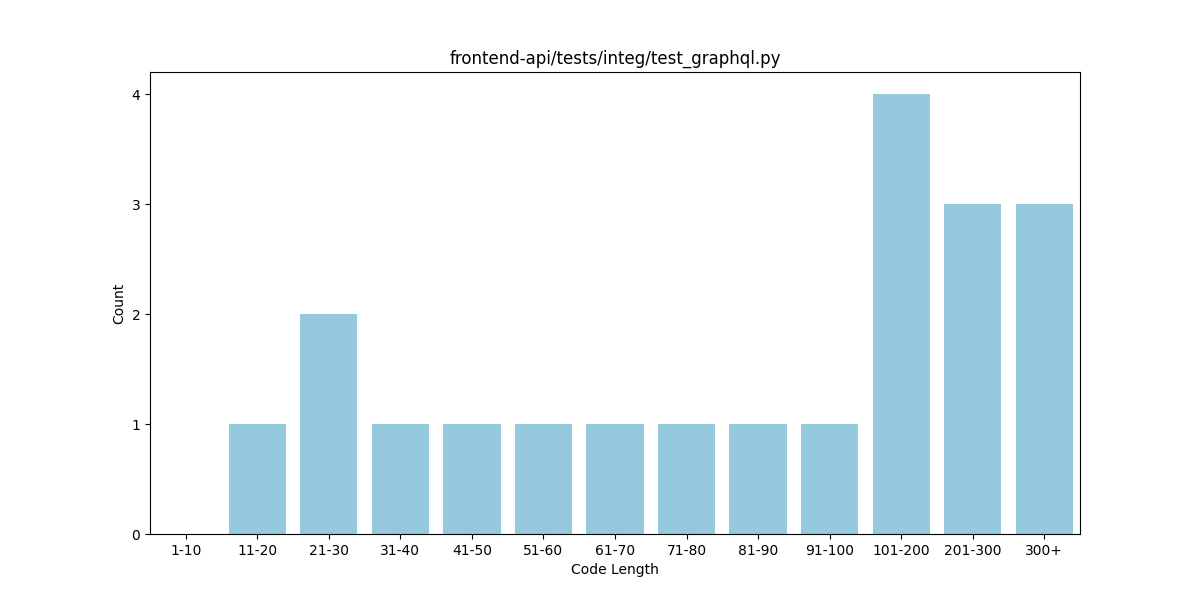 frontend-api/tests/integ/test_graphql.py
Count
4
3
2
1
0
1-10 11-20 21-30 31-40 41-50 51-60 61-70 71-80 81-90 91-100 101-200 201-300 300+
Code Length